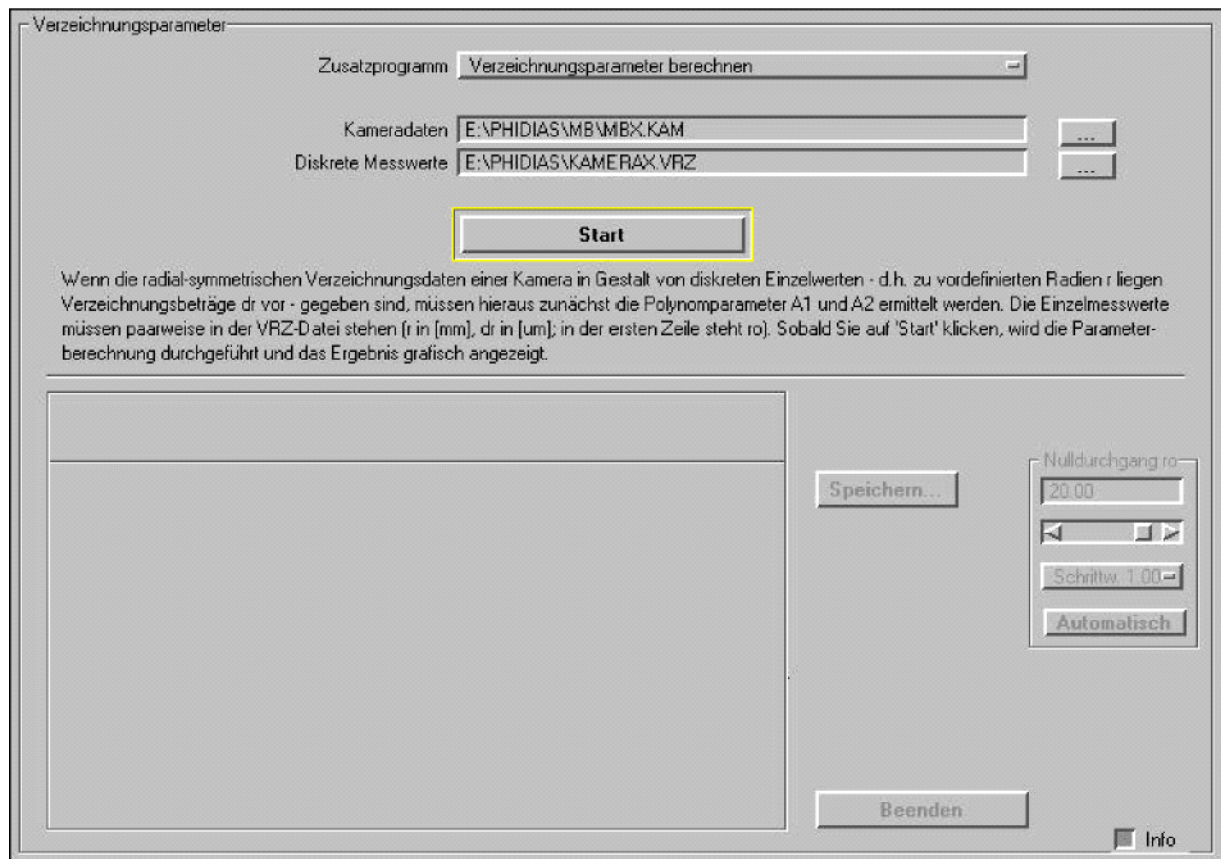 Verzeichnungsparameter
Zusatzprogramm Verzeichnungsparameter berechnen
Kameradaten E:\PHIDIAS\MB\MBX.KAM ...
Diskrete Messwerte E:\PHIDIAS\KAMERAX.VRZ ...
Start
Wenn die radial-symmetrischen Verzeichnungsdaten einer Kamera in Gestalt von diskreten Einzelwerten - d.h. zu vordefinierten Radien r liegen
Verzeichnungsbeträge dr vor - gegeben sind, müssen hieraus zunächst die Polynomparameter A1 und A2 ermittelt werden. Die Einzelmesswerte
müssen paarweise in der VRZ-Datei stehen (r in [mm], dr in [um]; in der ersten Zeile steht ro). Sobald Sie auf 'Start' klicken, wird die Parameter-
berechnung durchgeführt und das Ergebnis grafisch angezeigt.
Nulldurchgang ro
Speichern... 20.00
Schrittw. 1.00
Automatisch
Beenden
Info